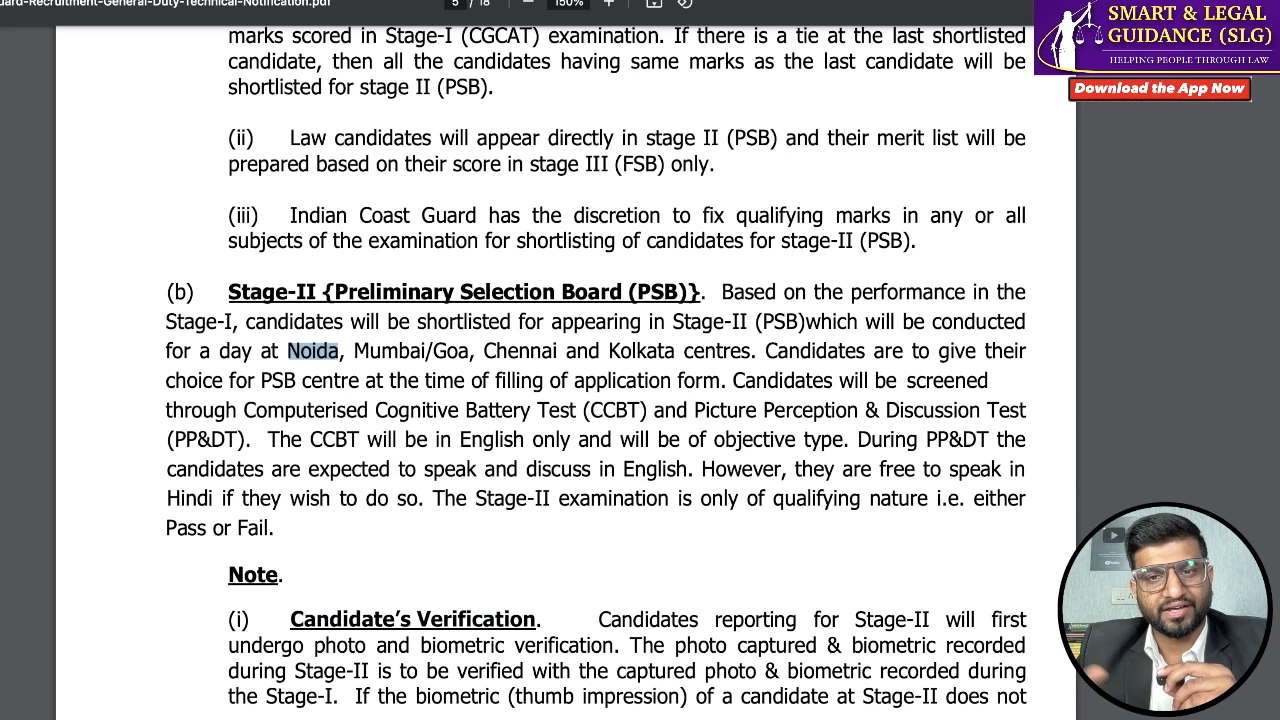 uard-Recruitment-General-Duty-Technical-Notification.pdf
5 / 18
150%
SMART & LEGAL
GUIDANCE (SLG)
HELPING PEOPLE THROUGH LAW
Download the App Now
marks scored in Stage-I (CGCAT) examination. If there is a tie at the last shortlisted
candidate, then all the candidates having same marks as the last candidate will be
shortlisted for stage II (PSB).
(ii) Law candidates will appear directly in stage II (PSB) and their merit list will be
prepared based on their score in stage III (FSB) only.
(iii) Indian Coast Guard has the discretion to fix qualifying marks in any or all
subjects of the examination for shortlisting of candidates for stage-II (PSB).
(b) Stage-II {Preliminary Selection Board (PSB)}. Based on the performance in the
Stage-I, candidates will be shortlisted for appearing in Stage-II (PSB)which will be conducted
for a day at Noida, Mumbai/Goa, Chennai and Kolkata centres. Candidates are to give their
choice for PSB centre at the time of filling of application form. Candidates will be screened
through Computerised Cognitive Battery Test (CCBT) and Picture Perception & Discussion Test
(PP&DT). The CCBT will be in English only and will be of objective type. During PP&DT the
candidates are expected to speak and discuss in English. However, they are free to speak in
Hindi if they wish to do so. The Stage-II examination is only of qualifying nature i.e. either
Pass or Fail.
Note.
(i) Candidate’s Verification. Candidates reporting for Stage-II will first
undergo photo and biometric verification. The photo captured & biometric recorded
during Stage-II is to be verified with the captured photo & biometric recorded during
the Stage-I. If the biometric (thumb impression) of a candidate at Stage-II does not